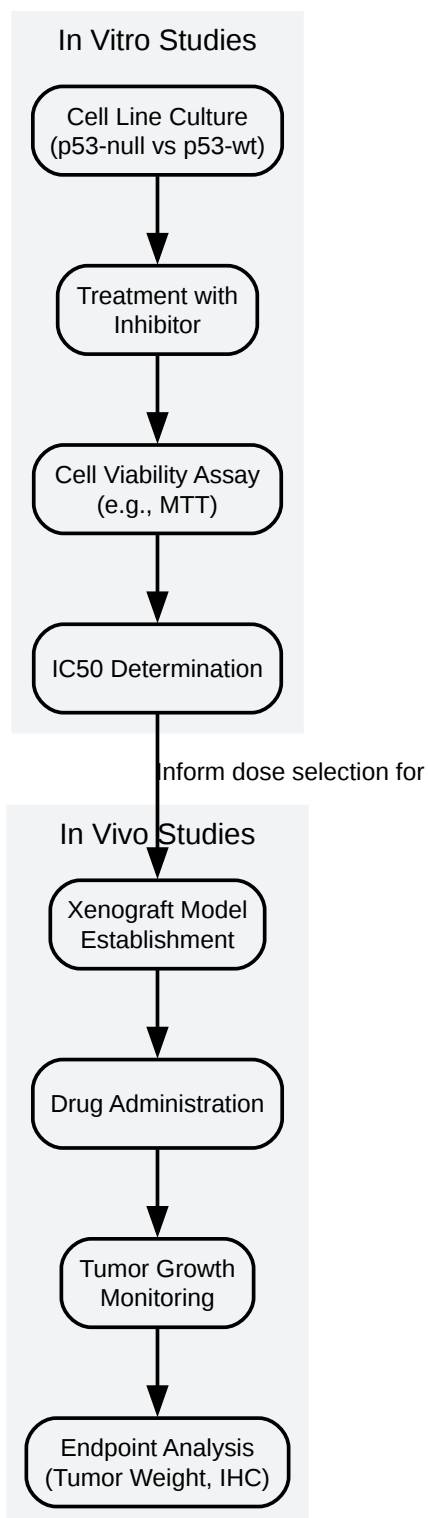 In Vitro Studies
Cell Line Culture
(p53-null vs p53-wt)
Treatment with
Inhibitor
Cell Viability Assay
(e.g., MTT)
IC50 Determination
Inform dose selection for
In Vivo Studies
Xenograft Model
Establishment
Drug Administration
Tumor Growth
Monitoring
Endpoint Analysis
(Tumor Weight, IHC)